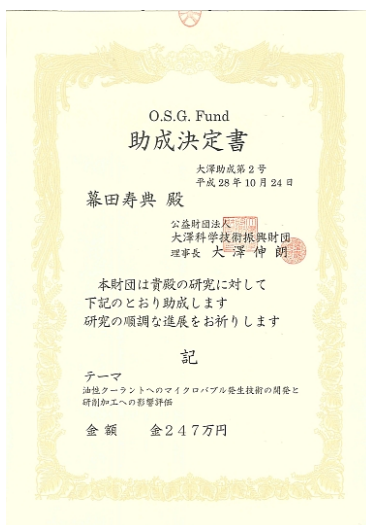 O.S.G. Fund
助成決定書
大澤助成第2号
平成28年10月24日
幕田寿典 殿
公益財団法人
大澤科学技術振興財団
理事長 大澤伸朗
本財団は貴殿の研究に対して
下記のとおり助成します
研究の順調な進展をお祈りします
記
テーマ
油性クーラントへのマイクロバブル発生技術の開発と
研削加工への影響評価
金額 金247万円